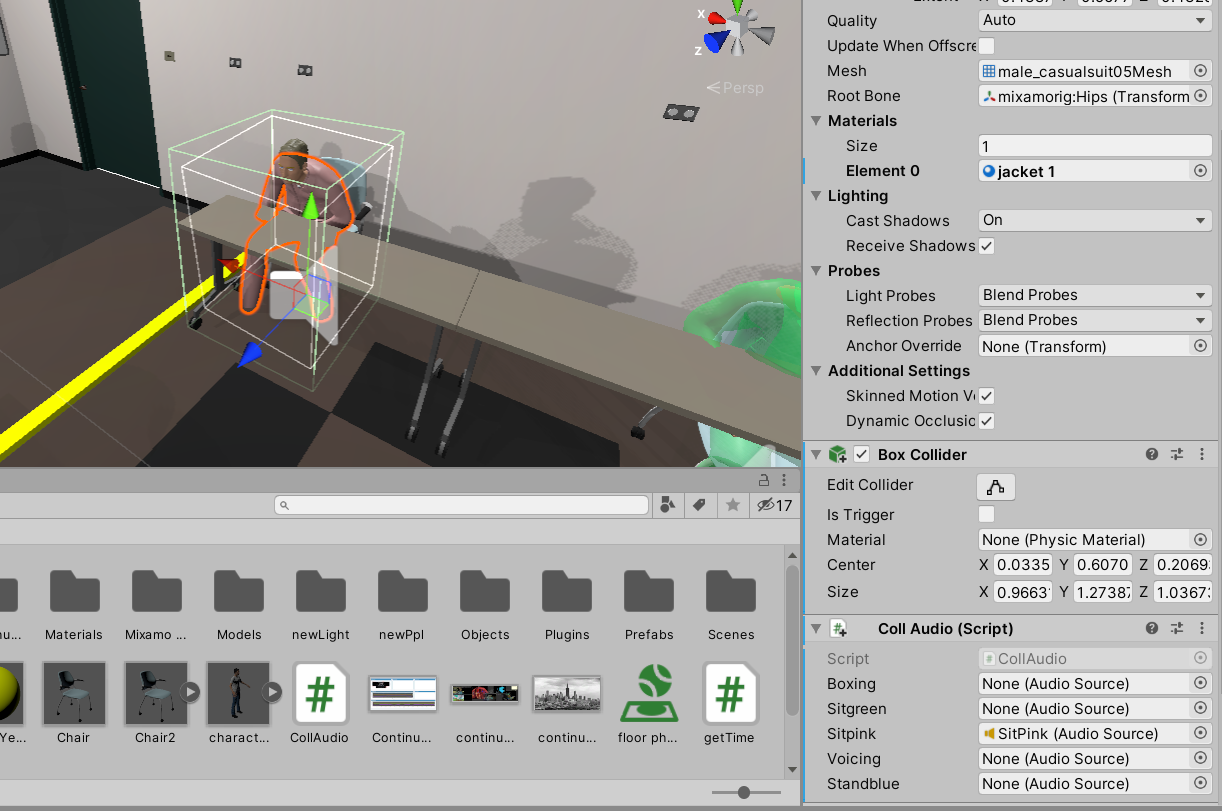 X
Z
Persp
Quality Auto
Update When Offscre
Mesh male_casualsuit05Mesh
Root Bone mixamorig:Hips (Transform
Materials
Size 1
Element 0 jacket 1
Lighting
Cast Shadows On
Receive Shadows
Probes
Light Probes Blend Probes
Reflection Probes Blend Probes
Anchor Override None (Transform)
Additional Settings
Skinned Motion V
Dynamic Occlusic
Box Collider
Edit Collider
Is Trigger
Material None (Physic Material)
Center X 0.0335 Y 0.6070 Z 0.2069
Size X 0.9663 Y 1.2738 Z 1.0367
Coll Audio (Script)
Script CollAudio
Boxing None (Audio Source)
Sitgreen None (Audio Source)
Sitpink SitPink (Audio Source)
Voicing None (Audio Source)
Standblue None (Audio Source)
17
nu... Materials Mixamo ... Models newLight newPpl Objects Plugins Prefabs Scenes
Ye... Chair Chair2 charact... CollAudio Continu... continu... continu... floor ph... getTime